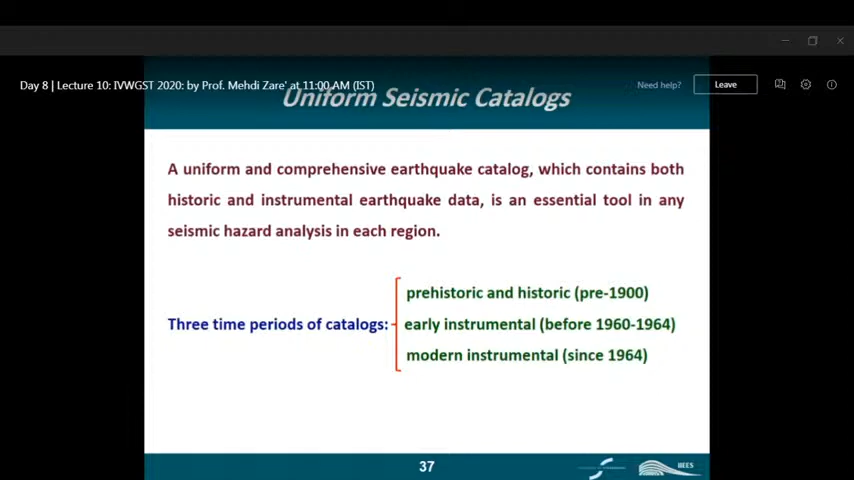 Day 8 | Lecture 10: IVWGST 2020: by Prof. Mehdi Zare' at 11:00 AM (IST)
Need help?
Leave
Uniform Seismic Catalogs
A uniform and comprehensive earthquake catalog, which contains both
historic and instrumental earthquake data, is an essential tool in any
seismic hazard analysis in each region.
Three time periods of catalogs:
prehistoric and historic (pre-1900)
early instrumental (before 1960-1964)
modern instrumental (since 1964)
37
IIEES